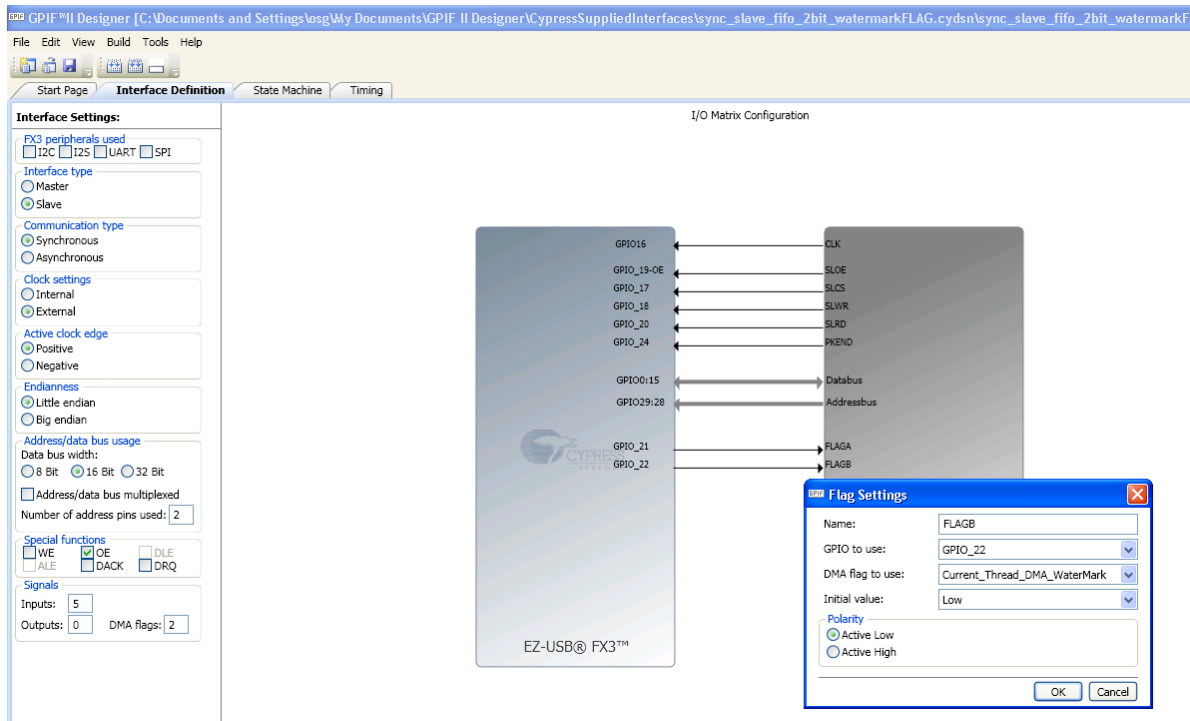 GPIF™II Designer [C:\Documents and Settings\osg\My Documents\GPIF II Designer\CypressSuppliedInterfaces\sync_slave_fifo_2bit_watermarkFLAG.cydsn\sync_slave_fifo_2bit_watermarkF
File Edit View Build Tools Help
Start Page Interface Definition State Machine Timing
Interface Settings:
FX3 peripherals used
I2C I2S UART SPI
Interface type
Master
Slave
Communication type
Synchronous
Asynchronous
Clock settings
Internal
External
Active clock edge
Positive
Negative
Endianness
Little endian
Big endian
Address/data bus usage
Data bus width:
8 Bit 16 Bit 32 Bit
Address/data bus multiplexed
Number of address pins used: 2
Special functions
WE OE DLE
ALE DACK DRQ
Signals
Inputs: 5
Outputs: 0 DMA flags: 2
I/O Matrix Configuration
GPIO16 CLK
GPIO_19-OE SLOE
GPIO_17 SLCS
GPIO_18 SLWR
GPIO_20 SLRD
GPIO_24 PKEND
GPIO0:15 Databus
GPIO29:28 Addressbus
GPIO_21 FLAGA
CYPRESS
GPIO_22 FLAGB
EZ-USB® FX3™
GPIF Flag Settings
Name: FLAGB
GPIO to use: GPIO_22
DMA flag to use: Current_Thread_DMA_WaterMark
Initial value: Low
Polarity
Active Low
Active High
OK Cancel